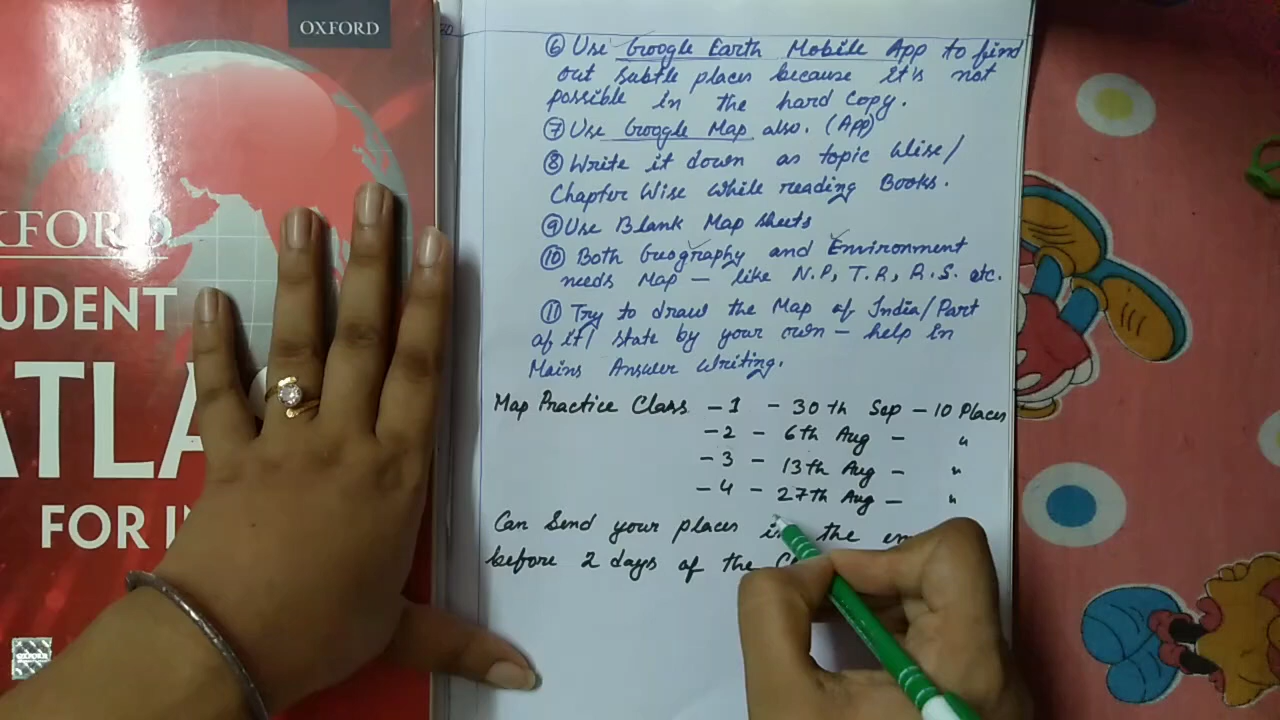 OXFORD
OXFORD
UDENT
ATLA
FOR I
⑥ Use Google Earth Mobile App to find
out subtle places because it's not
possible in the hard copy.
⑦ Use Google Map also. (App)
⑧ Write it down as topic Wise/
Chapter Wise While reading Books.
⑨ Use Blank Map sheets
⑩ Both Geography and Environment
needs Map – like N.P, T.R, R.S. etc.
⑪ Try to draw the Map of India/Part
of it/ state by your own – help in
Mains Answer Writing.
Map Practice Class – 1 – 30th Sep – 10 Places
– 2 – 6th Aug – "
– 3 – 13th Aug – "
– 4 – 27th Aug – "
Can Send your places in the
before 2 days of the